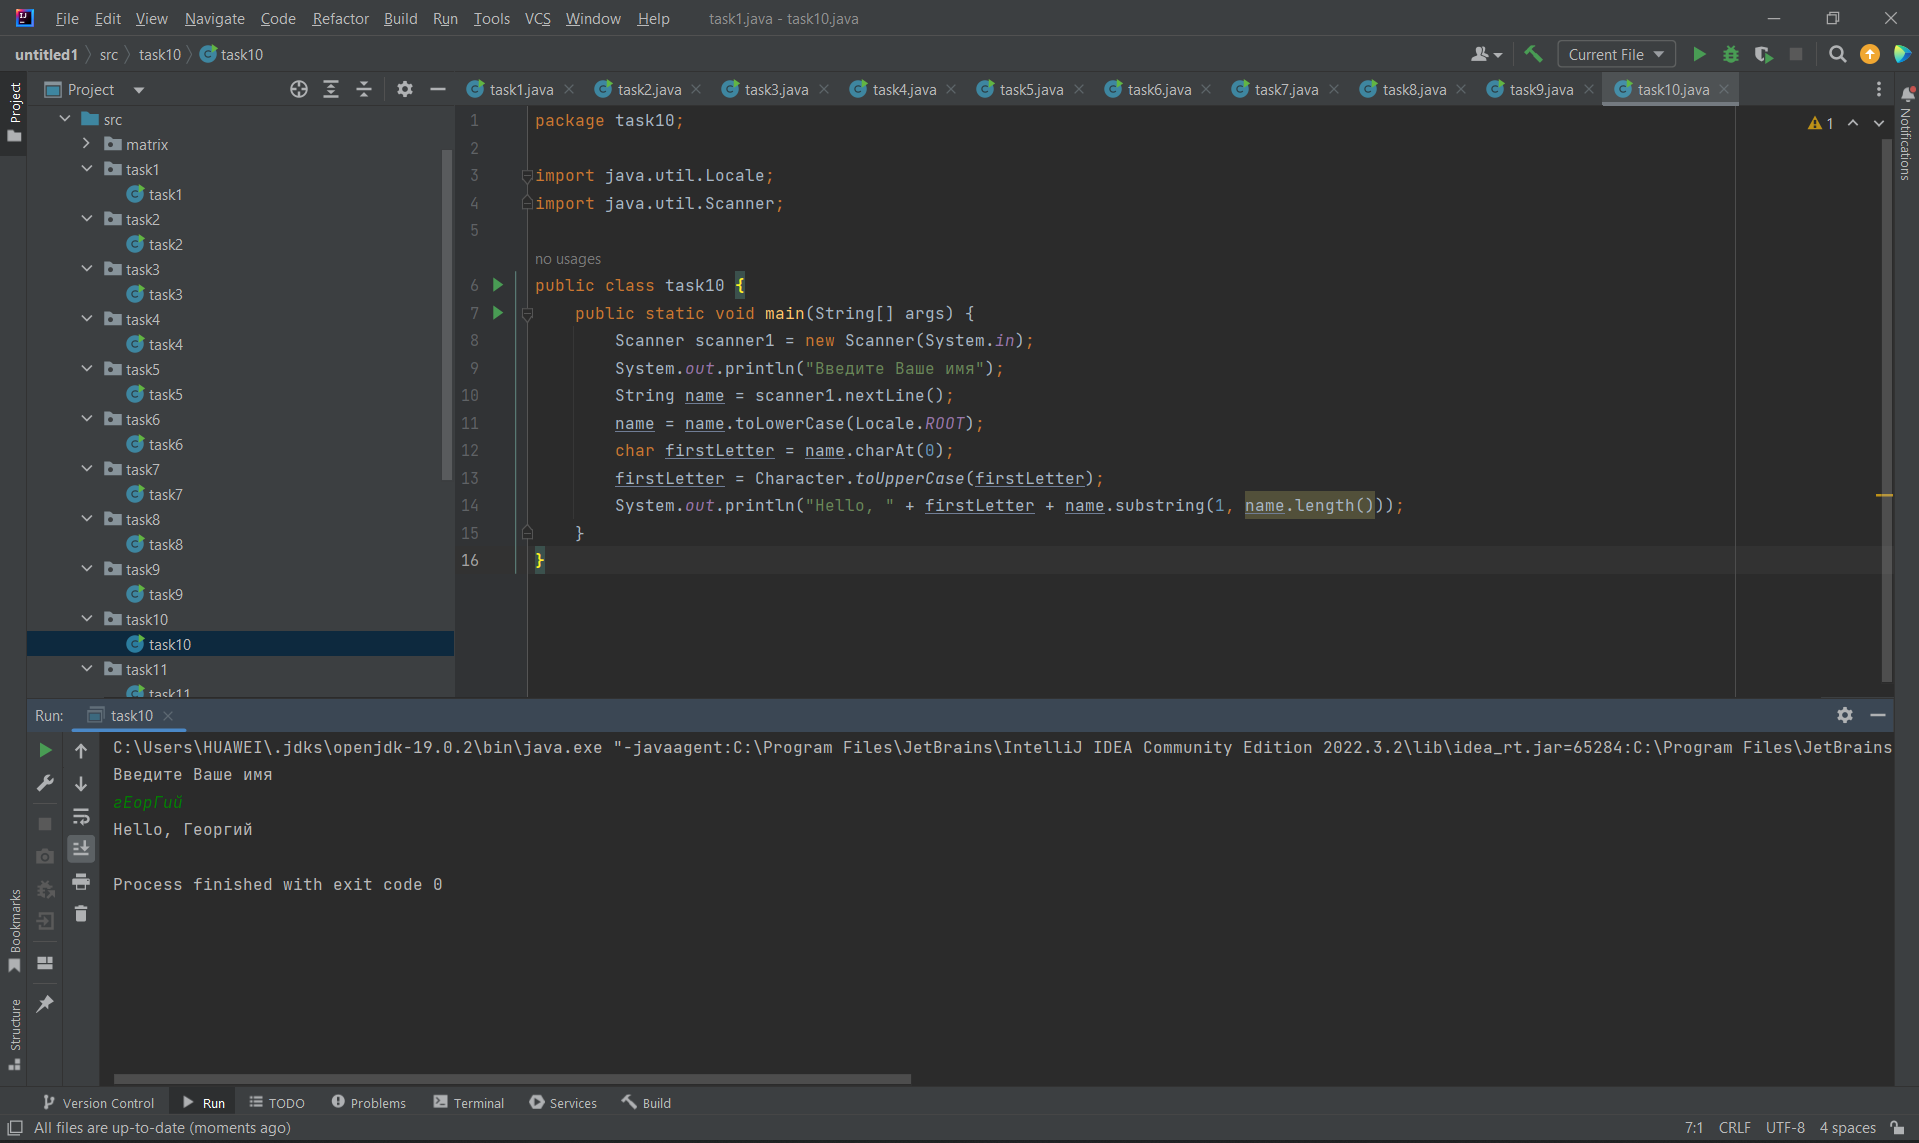 File Edit View Navigate Code Refactor Build Run Tools VCS Window Help task1.java - task10.java
untitled1 src task10 task10
Current File
Project
task1.java task2.java task3.java task4.java task5.java task6.java task7.java task8.java task9.java task10.java
Project
Notifications
src
matrix
task1
task1
task2
task2
task3
task3
task4
task4
task5
task5
task6
task6
task7
task7
task8
task8
task9
task9
task10
task10
task11
task11
1
1 package task10;
2
3 import java.util.Locale;
4 import java.util.Scanner;
5
no usages
6 public class task10 {
7 public static void main(String[] args) {
8 Scanner scanner1 = new Scanner(System.in);
9 System.out.println("Введите Ваше имя");
10 String name = scanner1.nextLine();
11 name = name.toLowerCase(Locale.ROOT);
12 char firstLetter = name.charAt(0);
13 firstLetter = Character.toUpperCase(firstLetter);
14 System.out.println("Hello, " + firstLetter + name.substring(1, name.length()));
15 }
16 }
Run: task10
C:\Users\HUAWEI\.jdks\openjdk-19.0.2\bin\java.exe "-javaagent:C:\Program Files\JetBrains\IntelliJ IDEA Community Edition 2022.3.2\lib\idea_rt.jar=65284:C:\Program Files\JetBrains
Введите Ваше имя
гЕорГий
Hello, Георгий
Process finished with exit code 0
Bookmarks
Structure
Version Control Run TODO Problems Terminal Services Build
All files are up-to-date (moments ago)
7:1 CRLF UTF-8 4 spaces